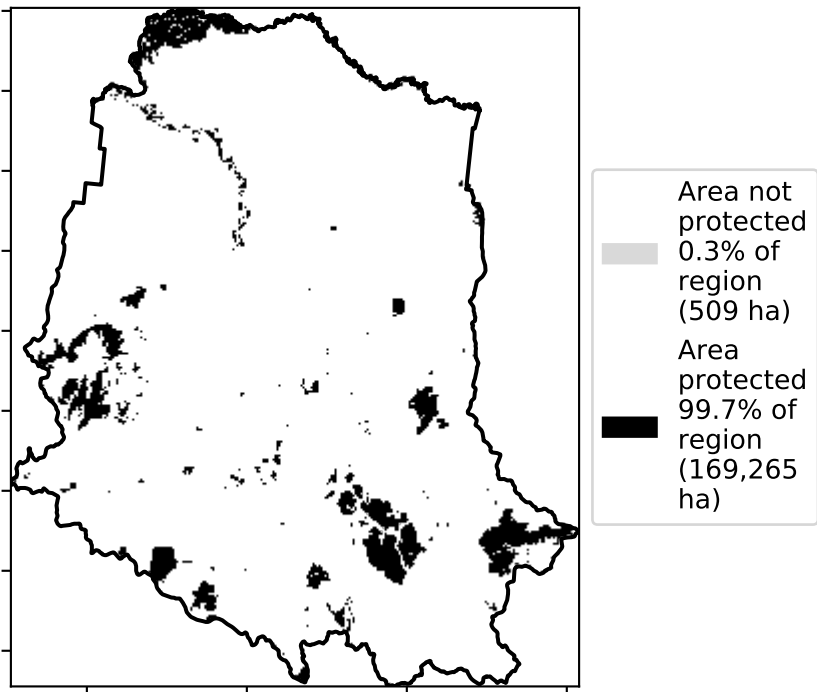 Area not
protected
0.3% of
region
(509 ha)
Area
protected
99.7% of
region
(169,265
ha)